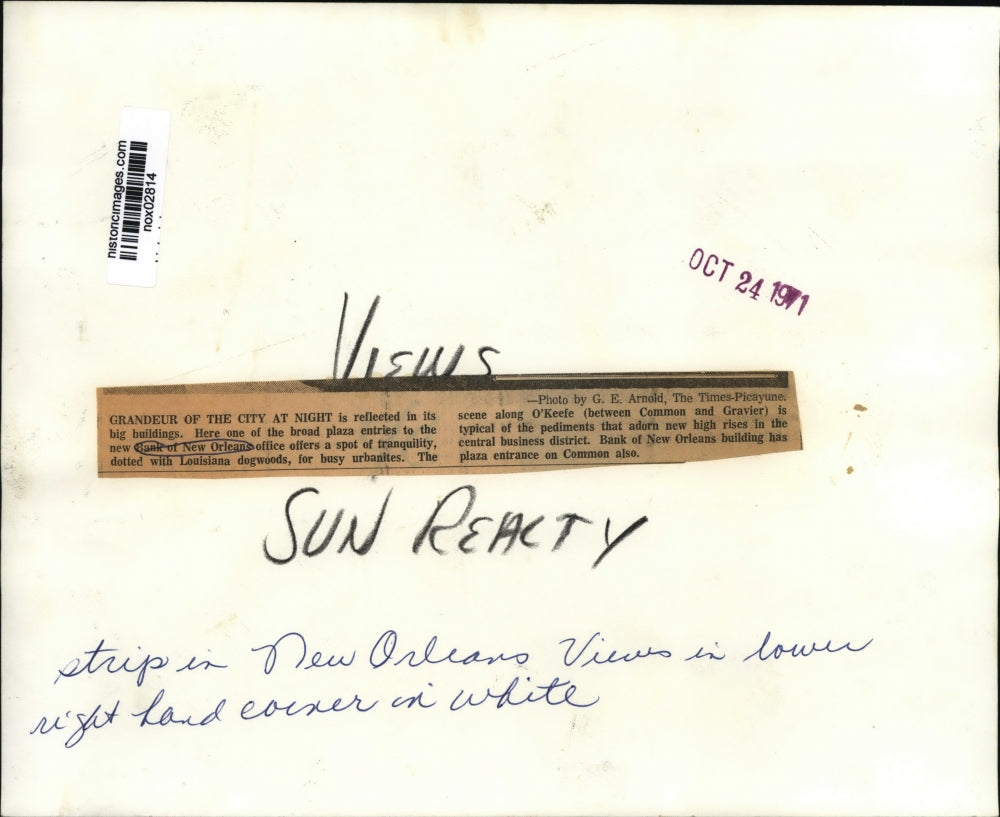 historicimages.com
nox02814
OCT 24 1971
VIEWS
—Photo by G. E. Arnold, The Times-Picayune.
GRANDEUR OF THE CITY AT NIGHT is reflected in its
big buildings. Here one of the broad plaza entries to the
new Bank of New Orleans office offers a spot of tranquility,
dotted with Louisiana dogwoods, for busy urbanites. The
scene along O'Keefe (between Common and Gravier) is
typical of the pediments that adorn new high rises in the
central business district. Bank of New Orleans building has
plaza entrance on Common also.
SUN REALTY
strip in New Orleans Views in lower
right hand corner in white